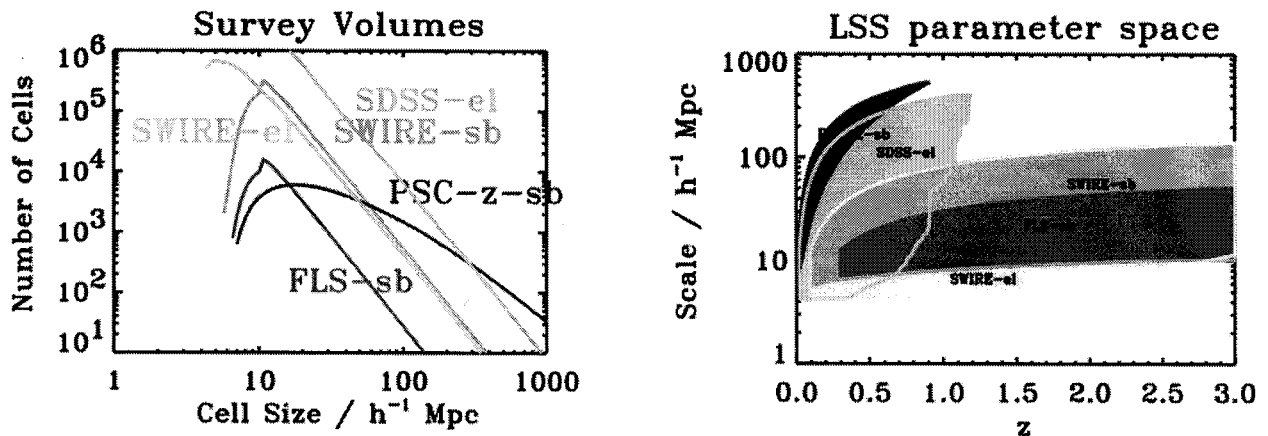 Survey Volumes
Number of Cells
10^6
10^5
10^4
10^3
10^2
10^1
SDSS-el
SWIRE-el
SWIRE-sb
PSC-z-sb
FLS-sb
1
10
100
1000
Cell Size / h^-1 Mpc
LSS parameter space
Scale / h^-1 Mpc
1000
100
10
1
SDSS-el
SWIRE-sb
SWIRE-el
0.0
0.5
1.0
1.5
2.0
2.5
3.0
z